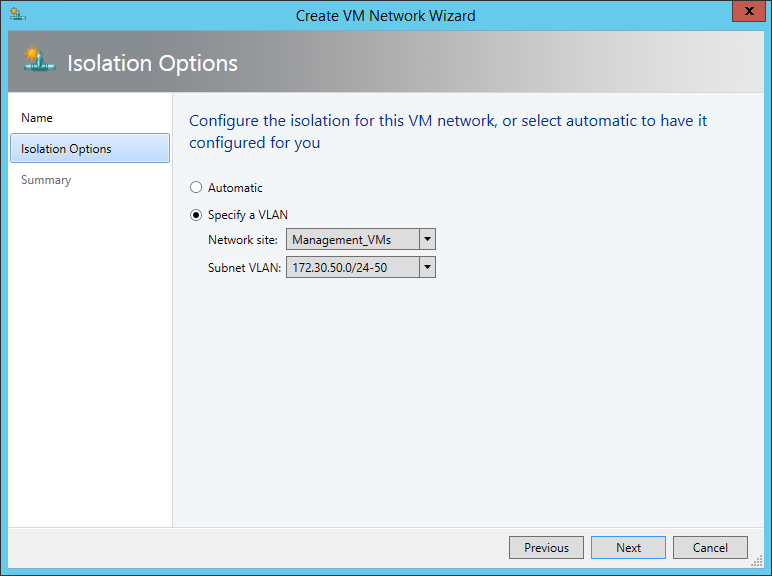 Create VM Network Wizard
x
Isolation Options
Name
Isolation Options
Summary
Configure the isolation for this VM network, or select automatic to have it
configured for you
Automatic
Specify a VLAN
Network site: Management_VMs
Subnet VLAN: 172.30.50.0/24-50
Previous Next Cancel